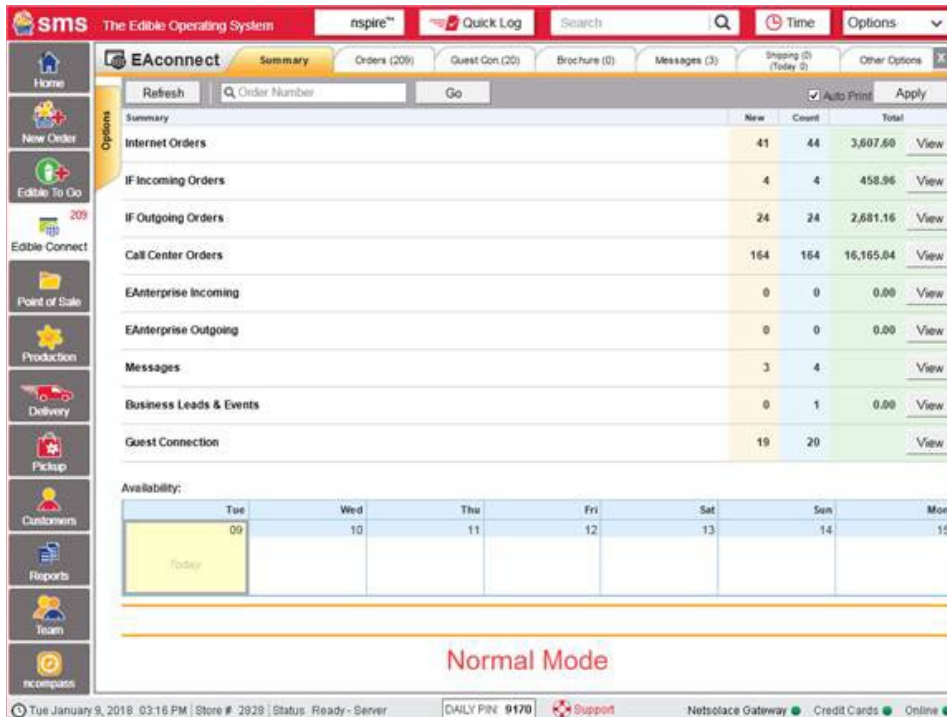 sms The Edible Operating System nspire™ Quick Log Search Time Options
Home
New Order
Edible To Go
209
Edible Connect
Point of Sale
Production
Delivery
Pickup
Customers
Reports
Team
ncompass
EAconnect Summary Orders (209) Guest Con.(20) Brochure (0) Messages (3) Shipping (0) (Today 0) Other Options X
Options
Refresh Order Number Go Auto Print Apply
Summary New Count Total
Internet Orders 41 44 3,607.60 View
IF Incoming Orders 4 4 458.96 View
IF Outgoing Orders 24 24 2,681.16 View
Call Center Orders 164 164 16,165.04 View
EAnterprise Incoming 0 0 0.00 View
EAnterprise Outgoing 0 0 0.00 View
Messages 3 4 View
Business Leads & Events 0 1 0.00 View
Guest Connection 19 20 View
Availability:
Tue Wed Thu Fri Sat Sun Mon
09 10 11 12 13 14 15
Today
Normal Mode
Tue January 9, 2018 03:16 PM Store # 2828 Status Ready - Server DAILY PIN: 9170 Support Netsolace Gateway Credit Cards Online